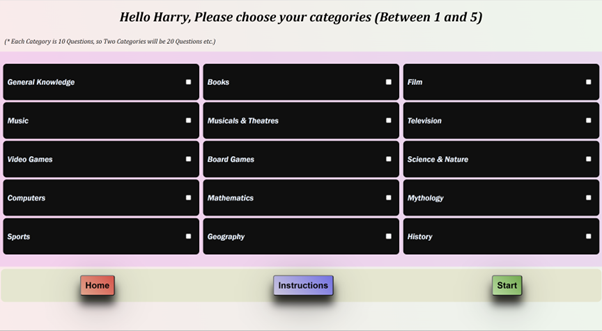 Hello Harry, Please choose your categories (Between 1 and 5)
(* Each Category is 10 Questions, so Two Categories will be 20 Questions etc.)
General Knowledge
Books
Film
Music
Musicals & Theatres
Television
Video Games
Board Games
Science & Nature
Computers
Mathematics
Mythology
Sports
Geography
History
Home
Instructions
Start